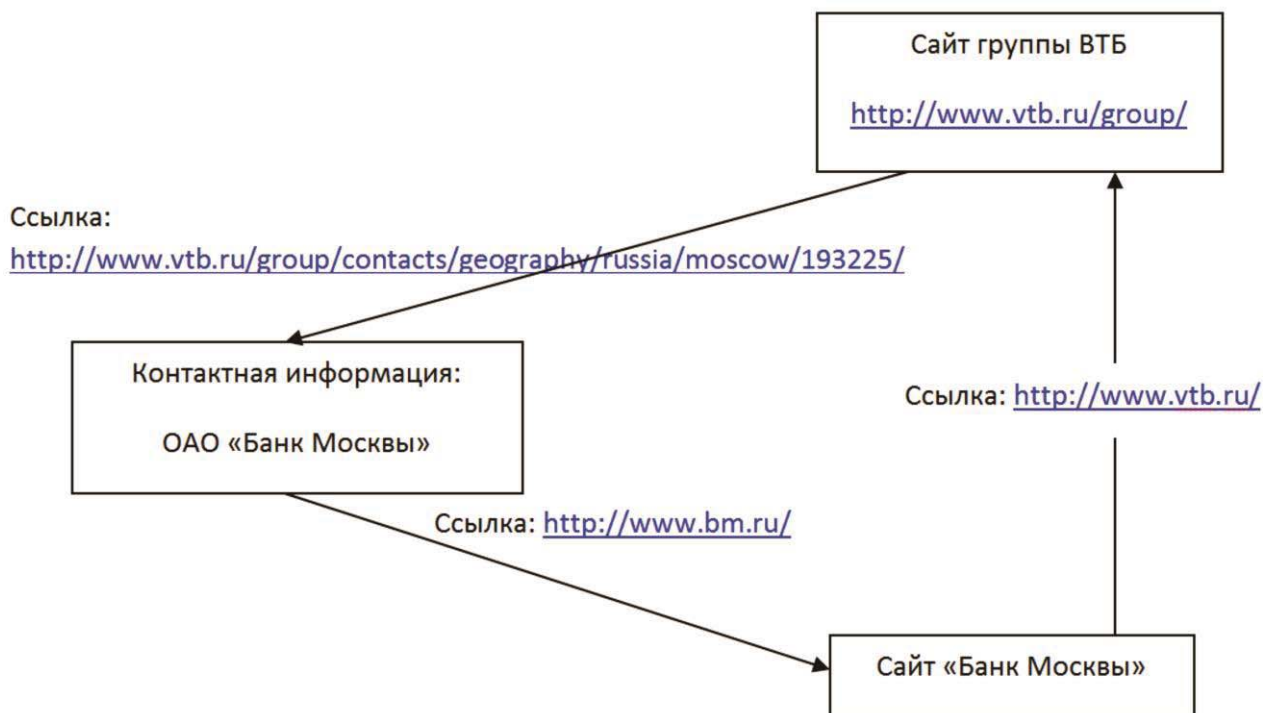 Сайт группы ВТБ
http://www.vtb.ru/group/
Ссылка:
http://www.vtb.ru/group/contacts/geography/russia/moscow/193225/
Контактная информация:
ОАО «Банк Москвы»
Ссылка: http://www.vtb.ru/
Ссылка: http://www.bm.ru/
Сайт «Банк Москвы»